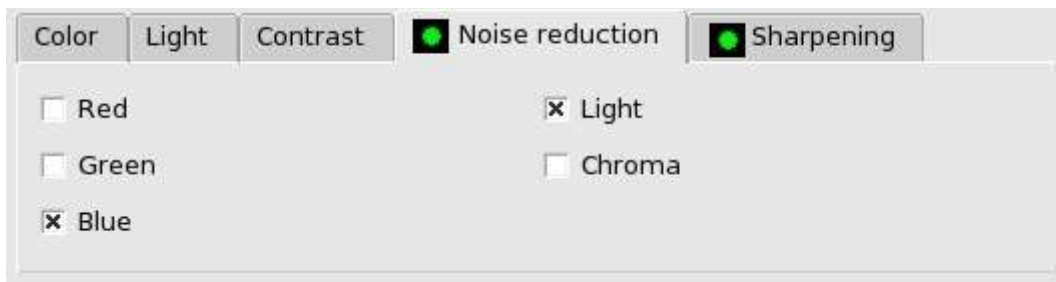 Color Light Contrast Noise reduction Sharpening
Red Light
Green Chroma
Blue